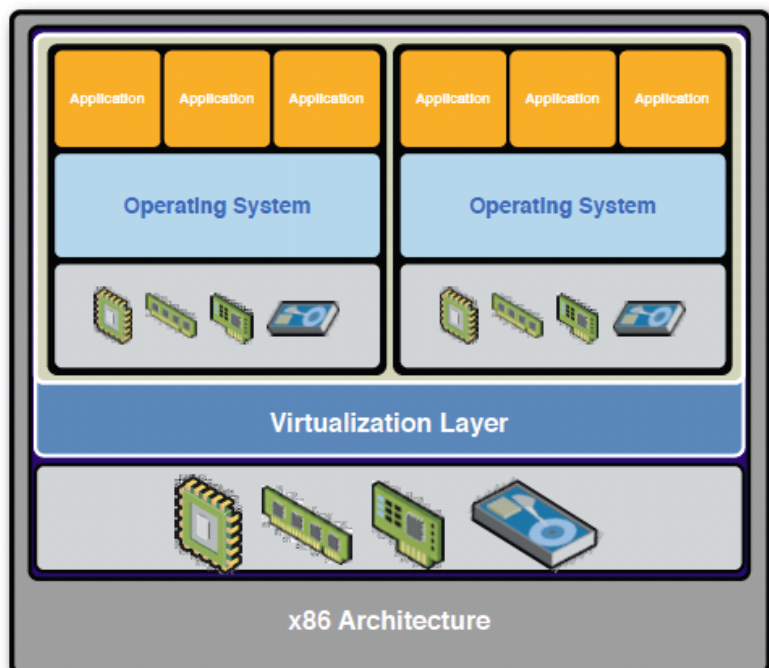 Application Application Application Application Application Application
Operating System Operating System
Virtualization Layer
x86 Architecture